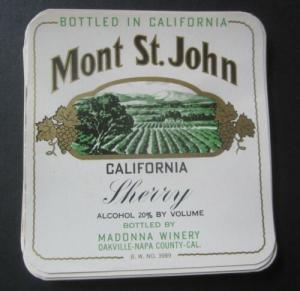 BOTTLED IN CALIFORNIA
Mont St. John
CALIFORNIA
Sherry
ALCOHOL 20% BY VOLUME
BOTTLED BY
MADONNA WINERY
OAKVILLE-NAPA COUNTY-CAL.
B. W. NO. 3989